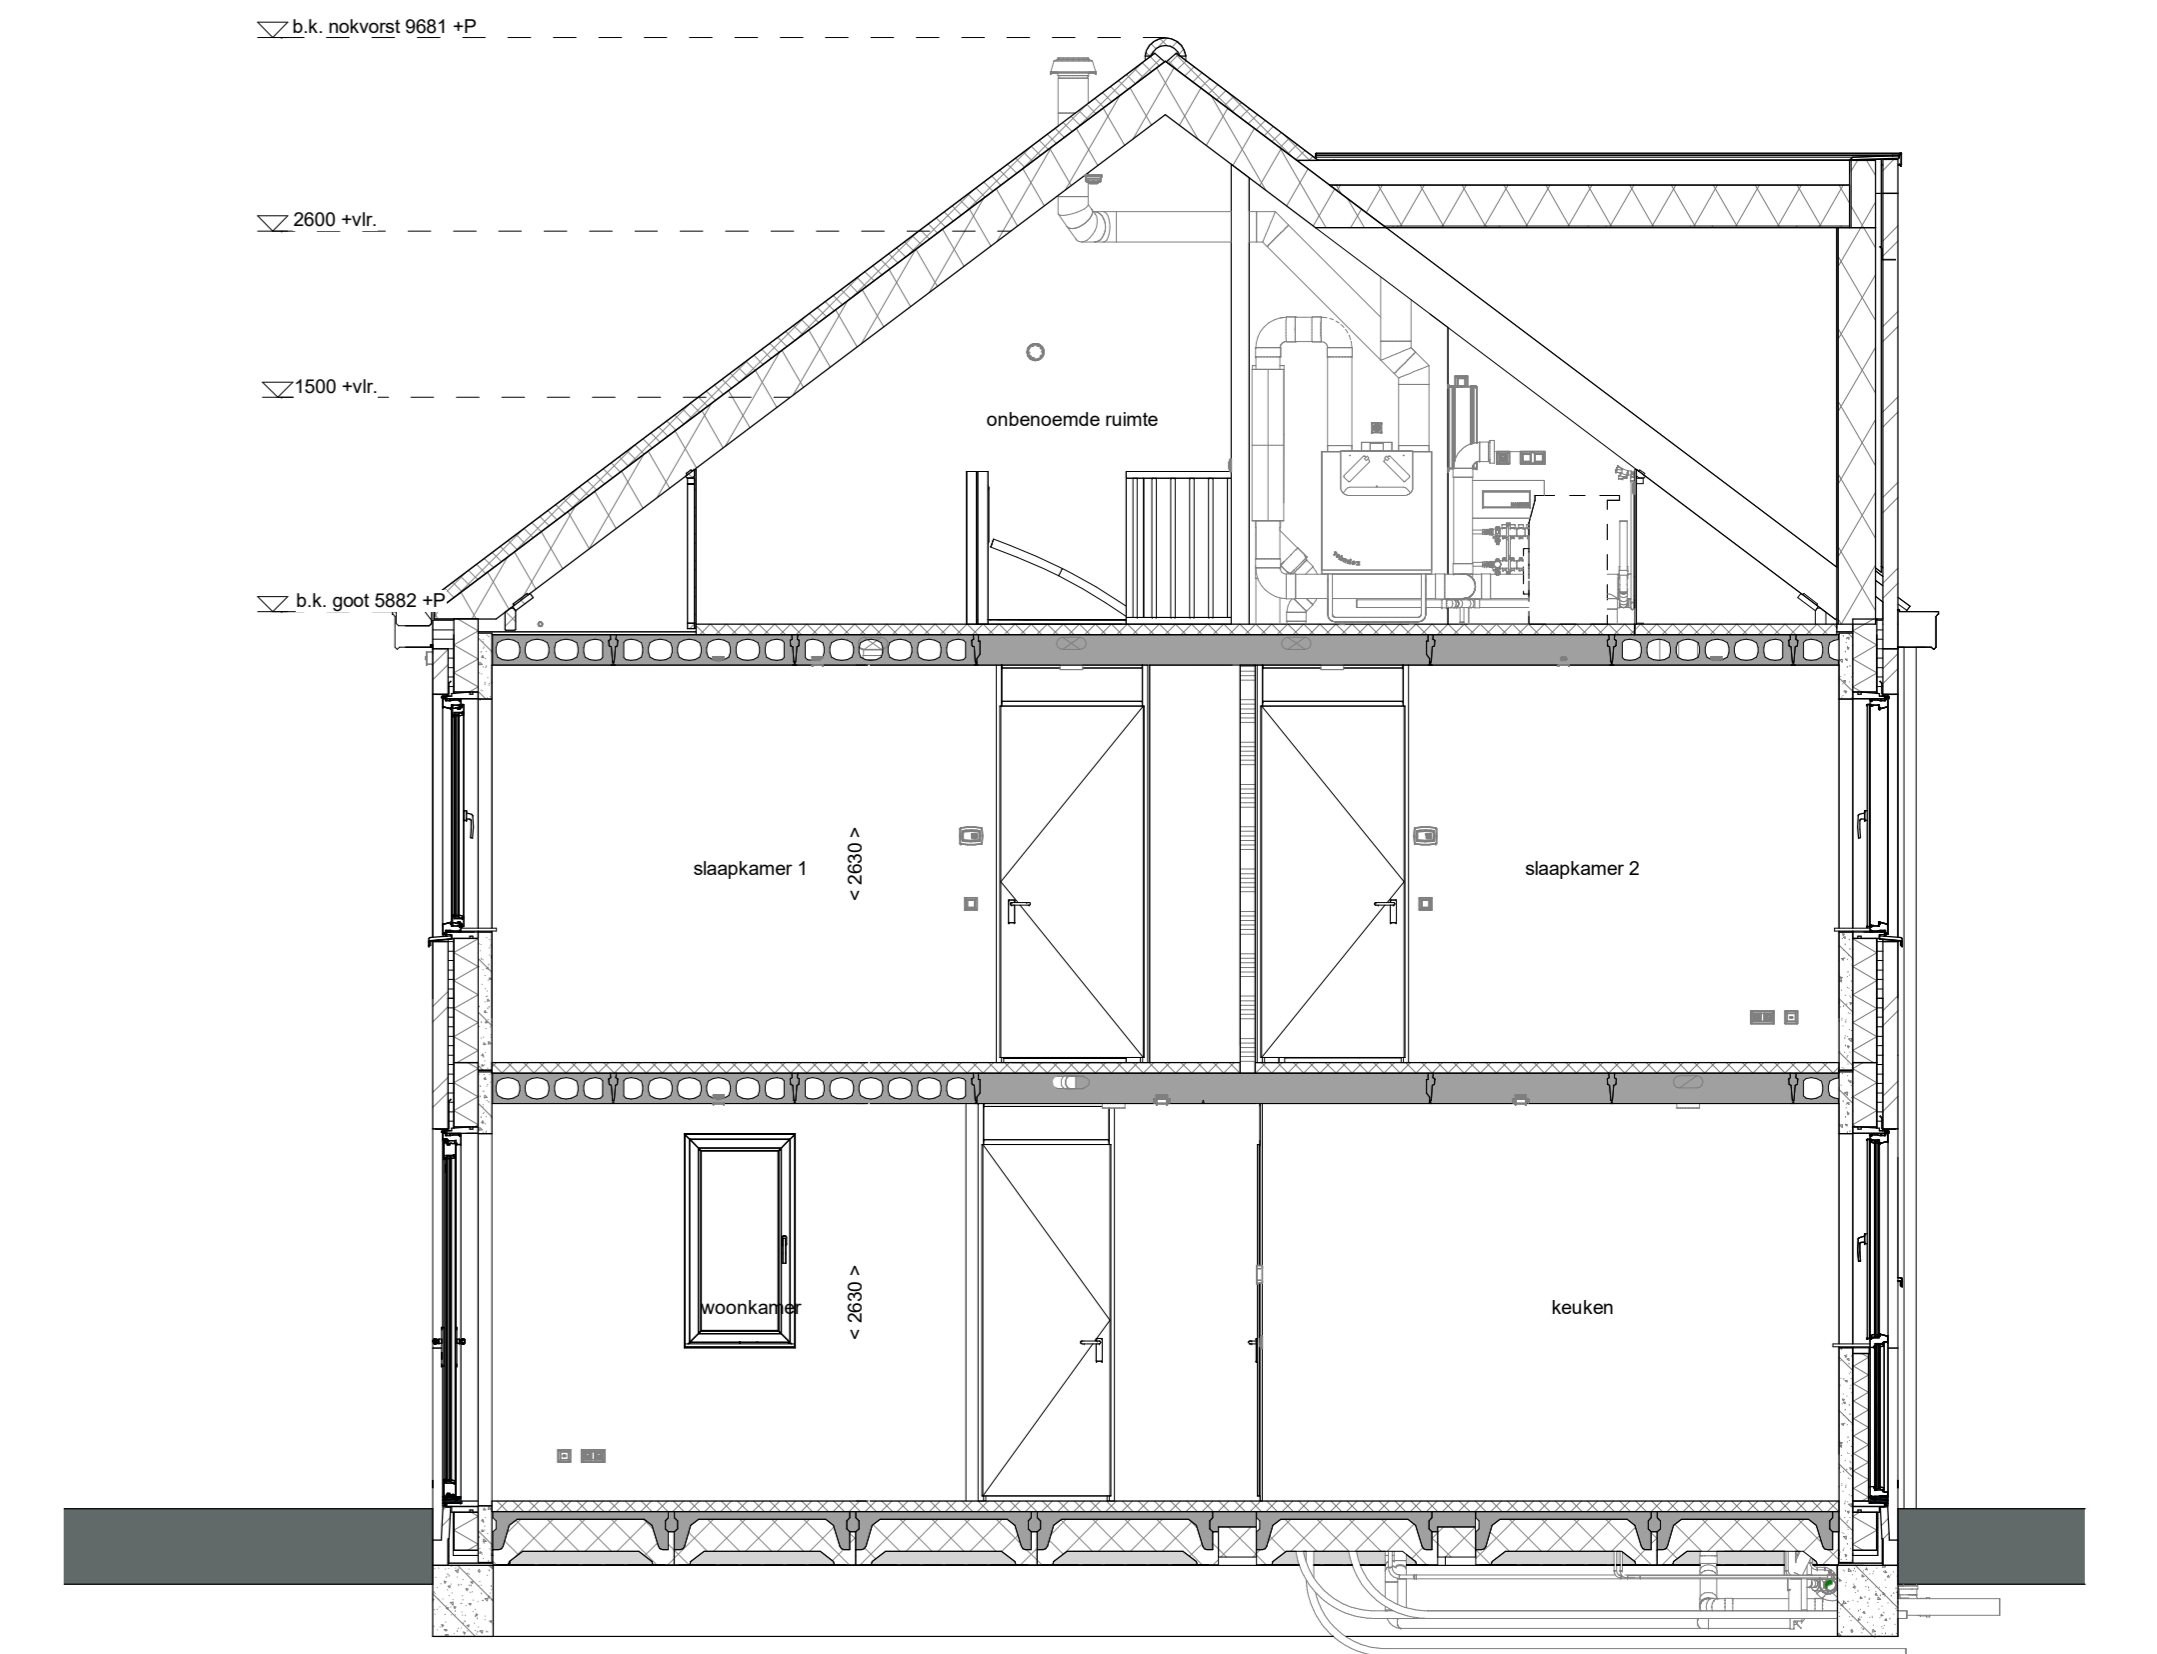 b.k. nokvorst 9681 +P
2600 +vlr.
1500 +vlr.
onbenoemde ruimte
b.k. goot 5882 +P
slaapkamer 1
< 2630 >
slaapkamer 2
woonkamer
< 2630 >
keuken